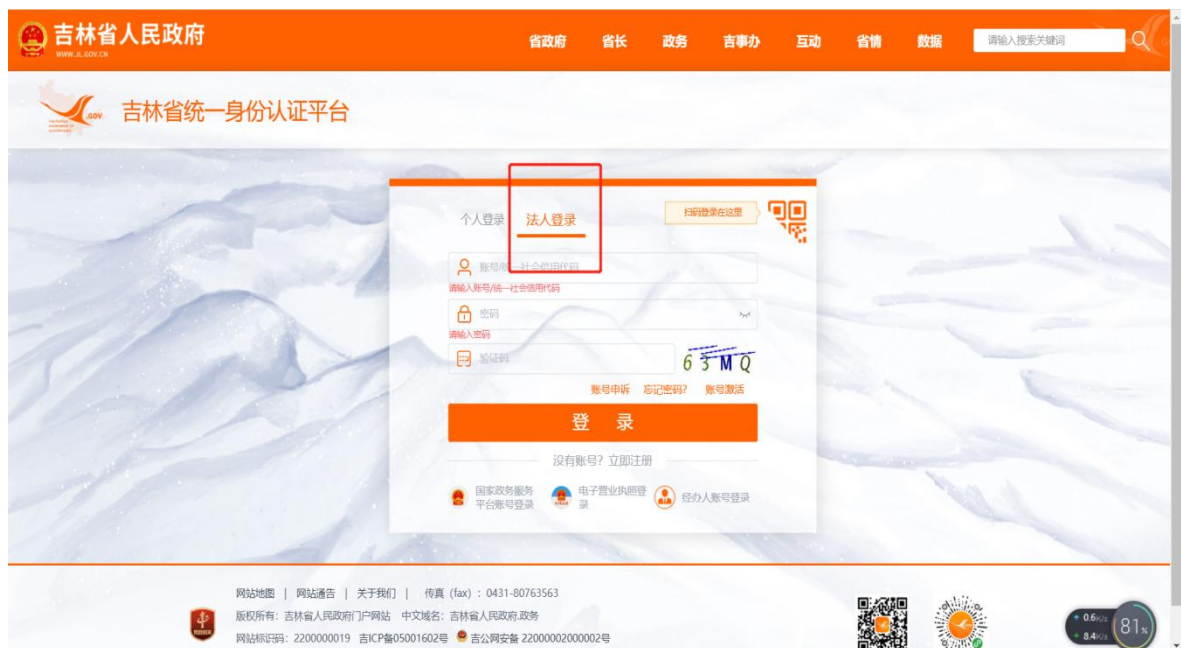 吉林省人民政府
WWW.JL.GOV.CN
省政府 省长 政务 吉事办 互动 省情 数据 请输入搜索关键词
.GOV 吉林省统一身份认证平台
个人登录 法人登录 扫码登录在这里
账号/统一社会信用代码
请输入账号/统一社会信用代码
密码
请输入密码
验证码 63MQ
账号申诉 忘记密码? 账号激活
登 录
没有账号? 立即注册
国家政务服务
平台账号登录
电子营业执照登
录
经办人账号登录
网站地图 | 网站通告 | 关于我们 | 传真 (fax) : 0431-80763563
版权所有: 吉林省人民政府门户网站 中文域名: 吉林省人民政府.政务
网站标识码: 2200000019 吉ICP备05001602号 吉公网安备 22000002000002号
0.6K/s
8.4K/s
81%